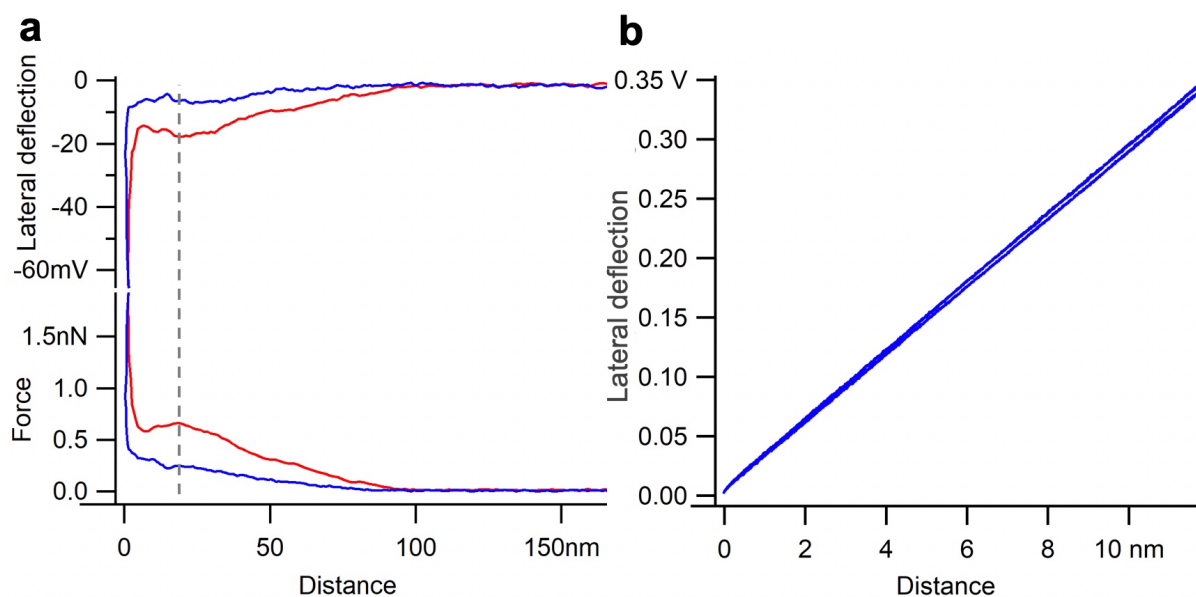 a
Lateral deflection
0
-20
-40
-60mV
Force
1.5nN
1.0
0.5
0.0
0
50
100
150nm
Distance
b
Lateral deflection
0.35 V
0.30
0.25
0.20
0.15
0.10
0.05
0.00
0
2
4
6
8
10 nm
Distance